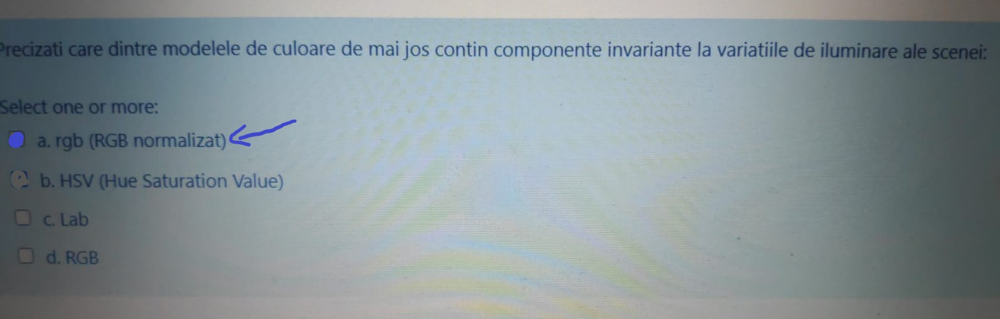 Precizati care dintre modelele de culoare de mai jos contin componente invariante la variatiile de iluminare ale scenei:
Select one or more:
a. rgb (RGB normalizat)
b. HSV (Hue Saturation Value)
c. Lab
d. RGB